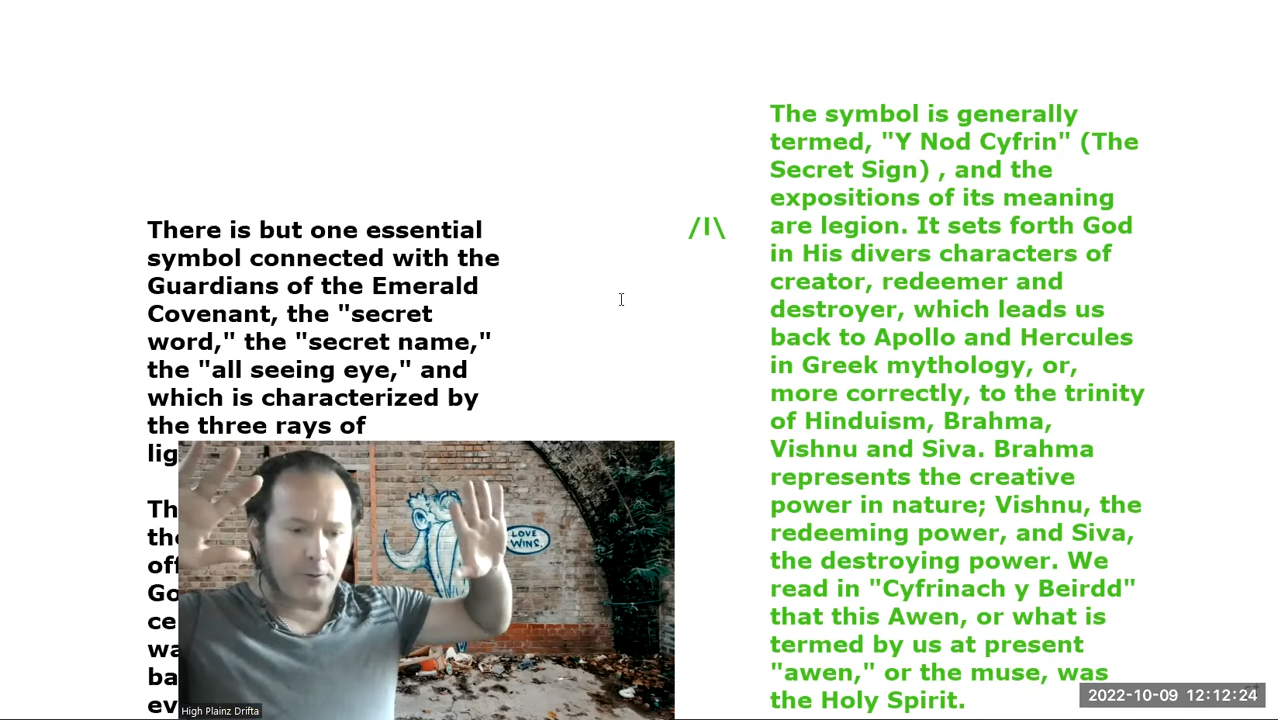 There is but one essential
symbol connected with the
Guardians of the Emerald
Covenant, the "secret
word," the "secret name,"
the "all seeing eye," and
which is characterized by
the three rays of
/I\
The symbol is generally
termed, "Y Nod Cyfrin" (The
Secret Sign) , and the
expositions of its meaning
are legion. It sets forth God
in His divers characters of
creator, redeemer and
destroyer, which leads us
back to Apollo and Hercules
in Greek mythology, or,
more correctly, to the trinity
of Hinduism, Brahma,
Vishnu and Siva. Brahma
represents the creative
power in nature; Vishnu, the
redeeming power, and Siva,
the destroying power. We
read in "Cyfrinach y Beirdd"
that this Awen, or what is
termed by us at present
"awen," or the muse, was
the Holy Spirit.
LOVE
WINS.
High Plainz Drifta
2022-10-09 12:12:24